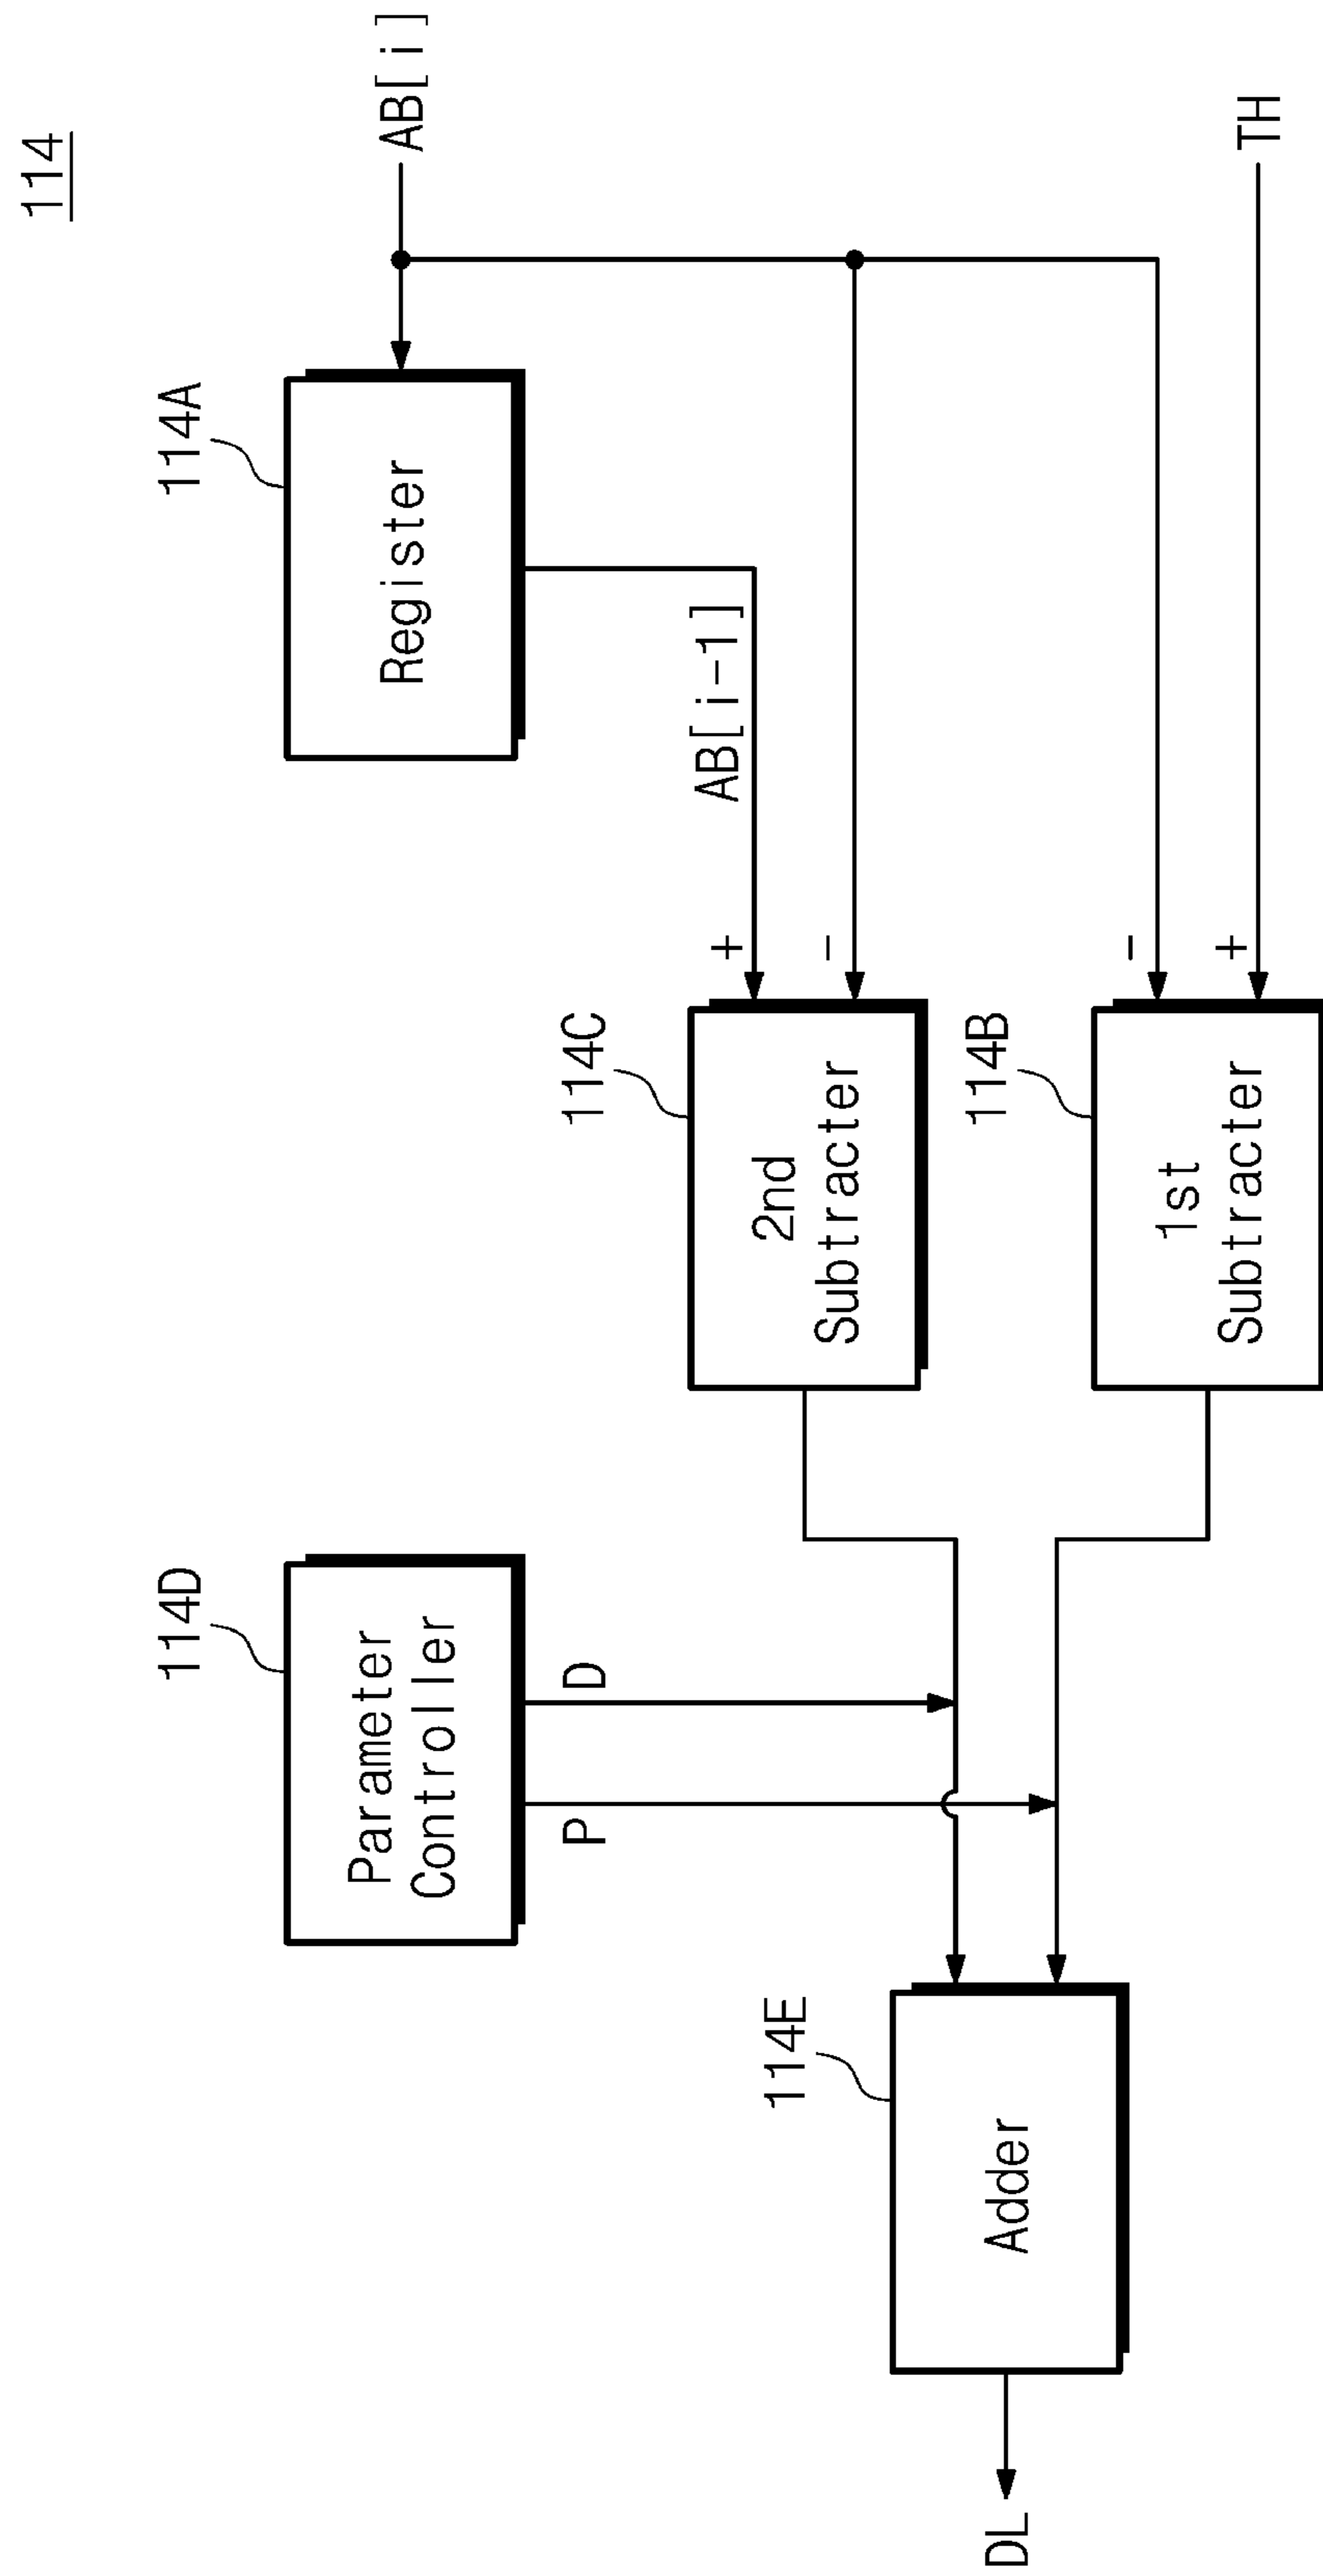 114
AB[i]
114A
Register
AB[i-1]
+
-
-
+
TH
114C
2nd
Subtracter
114B
1st
Subtracter
114D
Parameter
Controller
D
P
114E
Adder
DL